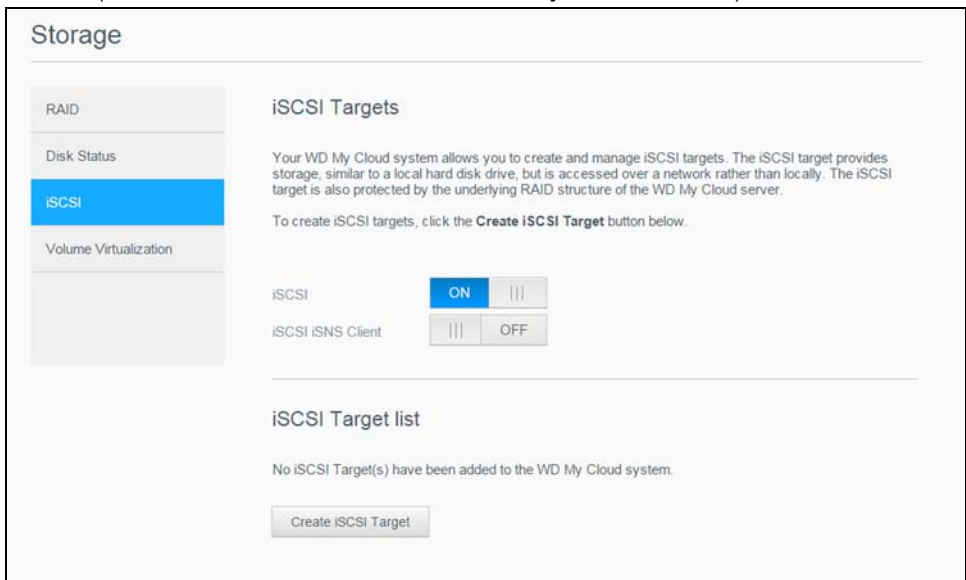 Storage
RAID
Disk Status
iSCSI
Volume Virtualization
iSCSI Targets
Your WD My Cloud system allows you to create and manage iSCSI targets. The iSCSI target provides
storage, similar to a local hard disk drive, but is accessed over a network rather than locally. The iSCSI
target is also protected by the underlying RAID structure of the WD My Cloud server.
To create iSCSI targets, click the Create iSCSI Target button below.
iSCSI ON
iSCSI iSNS Client OFF
iSCSI Target list
No iSCSI Target(s) have been added to the WD My Cloud system.
Create iSCSI Target